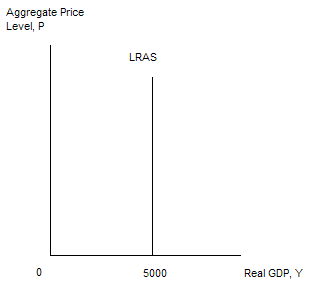 Aggregate Price
Level, P
LRAS
0
5000
Real GDP, Y